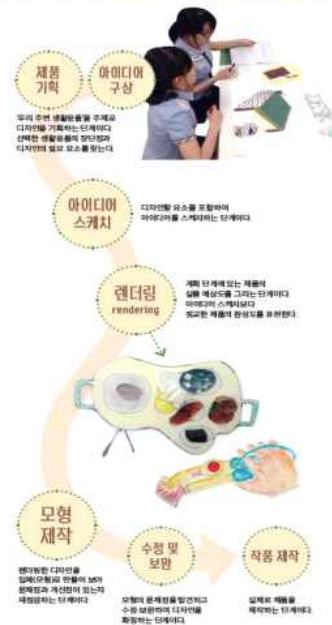 제품
기획
아이디어
구상
'우리 주변 생활용품'을 주제로
디자인을 기획하는 단계이다.
선택한 생활용품의 장단점과
디자인의 필요 요소를 찾는다.
아이디어
스케치
디자인할 요소를 포함하여
아이디어를 스케치하는 단계이다.
렌더링
rendering
계획 단계에 있는 제품의
실물 예상도를 그리는 단계이다.
아이디어 스케치보다
정교한 제품의 완성도를 표현한다.
모형
제작
렌더링한 디자인을
입체(모형)로 만들어 보아
문제점과 개선점이 있는지
재점검하는 단계이다.
수정 및
보완
모형의 문제점을 발견하고
수정 보완하여 디자인을
확정하는 단계이다.
작품 제작
실제로 제품을
제작하는 단계이다.